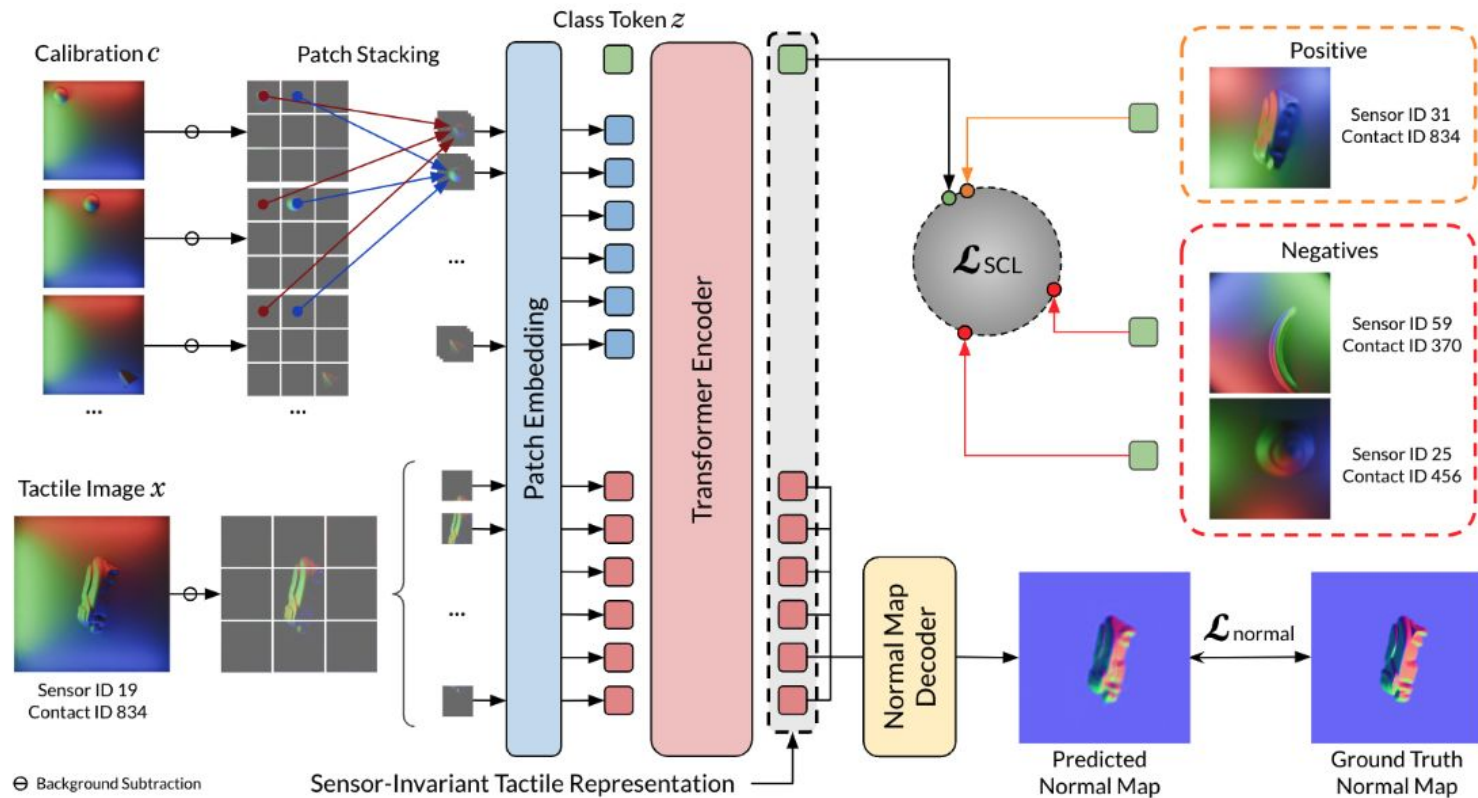 Class Token z
Calibration c
Patch Stacking
...
...
Patch Embedding
...
Transformer Encoder
ℒ SCL
Positive
Sensor ID 31
Contact ID 834
Negatives
Sensor ID 59
Contact ID 370
Sensor ID 25
Contact ID 456
Tactile Image x
Sensor ID 19
Contact ID 834
...
Normal Map
Decoder
ℒ normal
Predicted
Normal Map
Ground Truth
Normal Map
⊖ Background Subtraction
Sensor-Invariant Tactile Representation